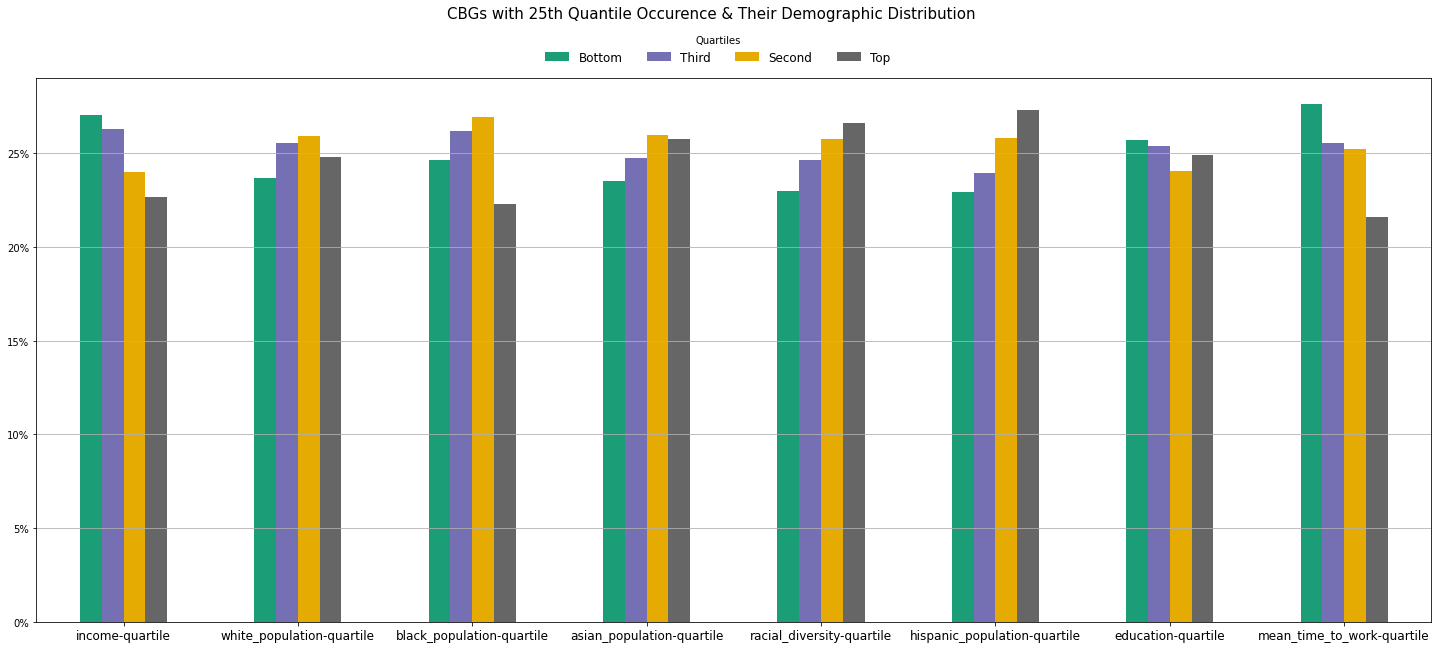 CBGs with 25th Quantile Occurence & Their Demographic Distribution
Quartiles
Bottom Third Second Top
25%
20%
15%
10%
5%
0%
income-quartile white_population-quartile black_population-quartile asian_population-quartile racial_diversity-quartile hispanic_population-quartile education-quartile mean_time_to_work-quartile